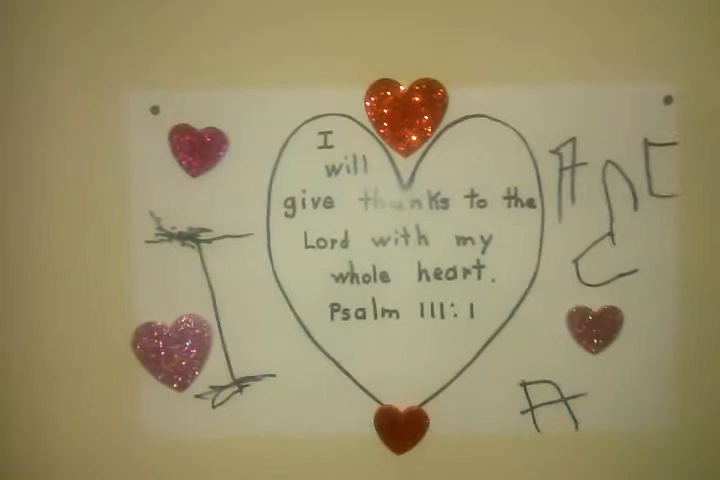 I
will
give thanks to the
Lord with my
whole heart.
Psalm 111:1
I
A
A